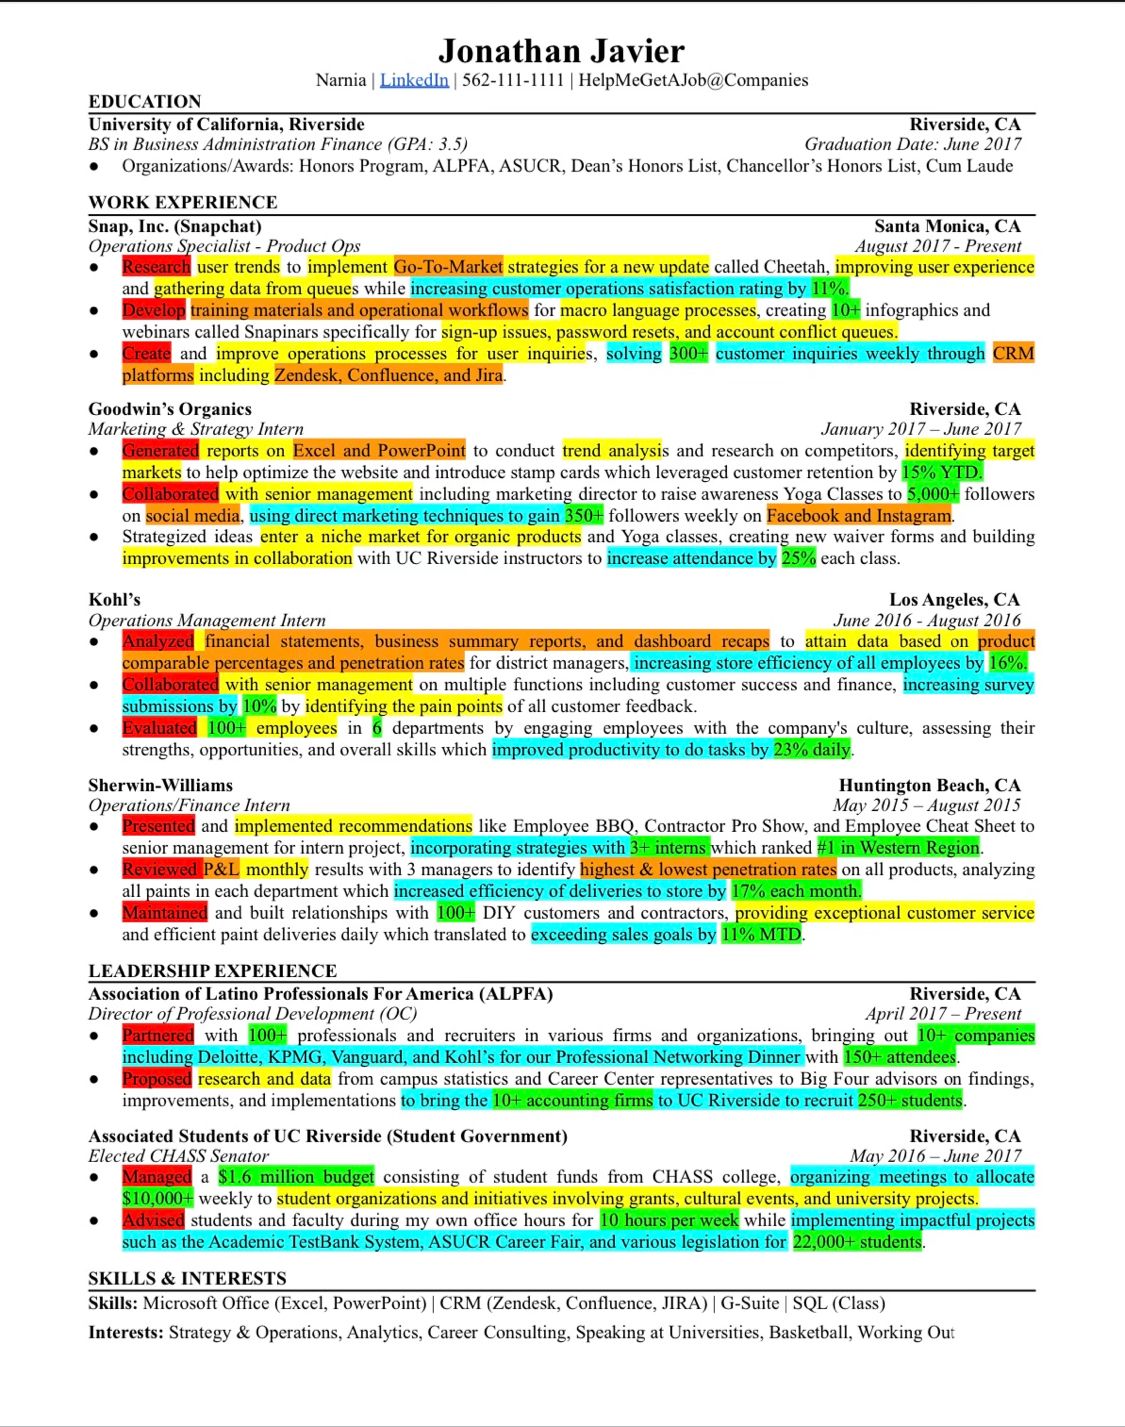 Jonathan Javier
Narnia | LinkedIn | 562-111-1111 | HelpMeGetAJob@Companies
EDUCATION
University of California, Riverside Riverside, CA
BS in Business Administration Finance (GPA: 3.5) Graduation Date: June 2017
● Organizations/Awards: Honors Program, ALPFA, ASUCR, Dean's Honors List, Chancellor's Honors List, Cum Laude
WORK EXPERIENCE
Snap, Inc. (Snapchat) Santa Monica, CA
Operations Specialist - Product Ops August 2017 - Present
● Research user trends to implement Go-To-Market strategies for a new update called Cheetah, improving user experience
and gathering data from queues while increasing customer operations satisfaction rating by 11%.
● Develop training materials and operational workflows for macro language processes, creating 10+ infographics and
webinars called Snapinars specifically for sign-up issues, password resets, and account conflict queues.
● Create and improve operations processes for user inquiries, solving 300+ customer inquiries weekly through CRM
platforms including Zendesk, Confluence, and Jira.
Goodwin's Organics Riverside, CA
Marketing & Strategy Intern January 2017 – June 2017
● Generated reports on Excel and PowerPoint to conduct trend analysis and research on competitors, identifying target
markets to help optimize the website and introduce stamp cards which leveraged customer retention by 15% YTD.
● Collaborated with senior management including marketing director to raise awareness Yoga Classes to 5,000+ followers
on social media, using direct marketing techniques to gain 350+ followers weekly on Facebook and Instagram.
● Strategized ideas enter a niche market for organic products and Yoga classes, creating new waiver forms and building
improvements in collaboration with UC Riverside instructors to increase attendance by 25% each class.
Kohl's Los Angeles, CA
Operations Management Intern June 2016 - August 2016
● Analyzed financial statements, business summary reports, and dashboard recaps to attain data based on product
comparable percentages and penetration rates for district managers, increasing store efficiency of all employees by 16%.
● Collaborated with senior management on multiple functions including customer success and finance, increasing survey
submissions by 10% by identifying the pain points of all customer feedback.
● Evaluated 100+ employees in 6 departments by engaging employees with the company's culture, assessing their
strengths, opportunities, and overall skills which improved productivity to do tasks by 23% daily.
Sherwin-Williams Huntington Beach, CA
Operations/Finance Intern May 2015 – August 2015
● Presented and implemented recommendations like Employee BBQ, Contractor Pro Show, and Employee Cheat Sheet to
senior management for intern project, incorporating strategies with 3+ interns which ranked #1 in Western Region.
● Reviewed P&L monthly results with 3 managers to identify highest & lowest penetration rates on all products, analyzing
all paints in each department which increased efficiency of deliveries to store by 17% each month.
● Maintained and built relationships with 100+ DIY customers and contractors, providing exceptional customer service
and efficient paint deliveries daily which translated to exceeding sales goals by 11% MTD.
LEADERSHIP EXPERIENCE
Association of Latino Professionals For America (ALPFA) Riverside, CA
Director of Professional Development (OC) April 2017 – Present
● Partnered with 100+ professionals and recruiters in various firms and organizations, bringing out 10+ companies
including Deloitte, KPMG, Vanguard, and Kohl's for our Professional Networking Dinner with 150+ attendees.
● Proposed research and data from campus statistics and Career Center representatives to Big Four advisors on findings,
improvements, and implementations to bring the 10+ accounting firms to UC Riverside to recruit 250+ students.
Associated Students of UC Riverside (Student Government) Riverside, CA
Elected CHASS Senator May 2016 – June 2017
● Managed a $1.6 million budget consisting of student funds from CHASS college, organizing meetings to allocate
$10,000+ weekly to student organizations and initiatives involving grants, cultural events, and university projects.
● Advised students and faculty during my own office hours for 10 hours per week while implementing impactful projects
such as the Academic TestBank System, ASUCR Career Fair, and various legislation for 22,000+ students.
SKILLS & INTERESTS
Skills: Microsoft Office (Excel, PowerPoint) | CRM (Zendesk, Confluence, JIRA) | G-Suite | SQL (Class)
Interests: Strategy & Operations, Analytics, Career Consulting, Speaking at Universities, Basketball, Working Out